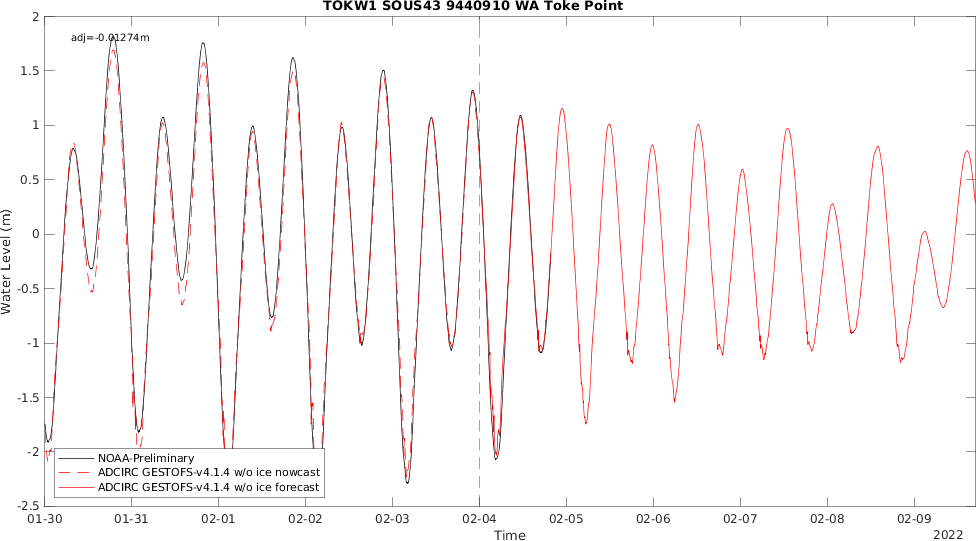 TOKW1 SOUS43 9440910 WA Toke Point
adj=-0.01274m
2
1.5
1
0.5
0
-0.5
-1
-1.5
-2
-2.5
Water Level (m)
NOAA-Preliminary
ADCIRC GESTOFS-v4.1.4 w/o ice nowcast
ADCIRC GESTOFS-v4.1.4 w/o ice forecast
01-30 01-31 02-01 02-02 02-03 02-04 02-05 02-06 02-07 02-08 02-09
Time
2022